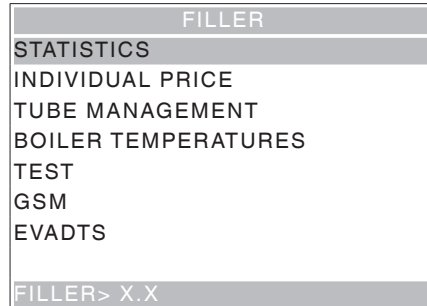 FILLER
STATISTICS
INDIVIDUAL PRICE
TUBE MANAGEMENT
BOILER TEMPERATURES
TEST
GSM
EVADTS
FILLER> X.X